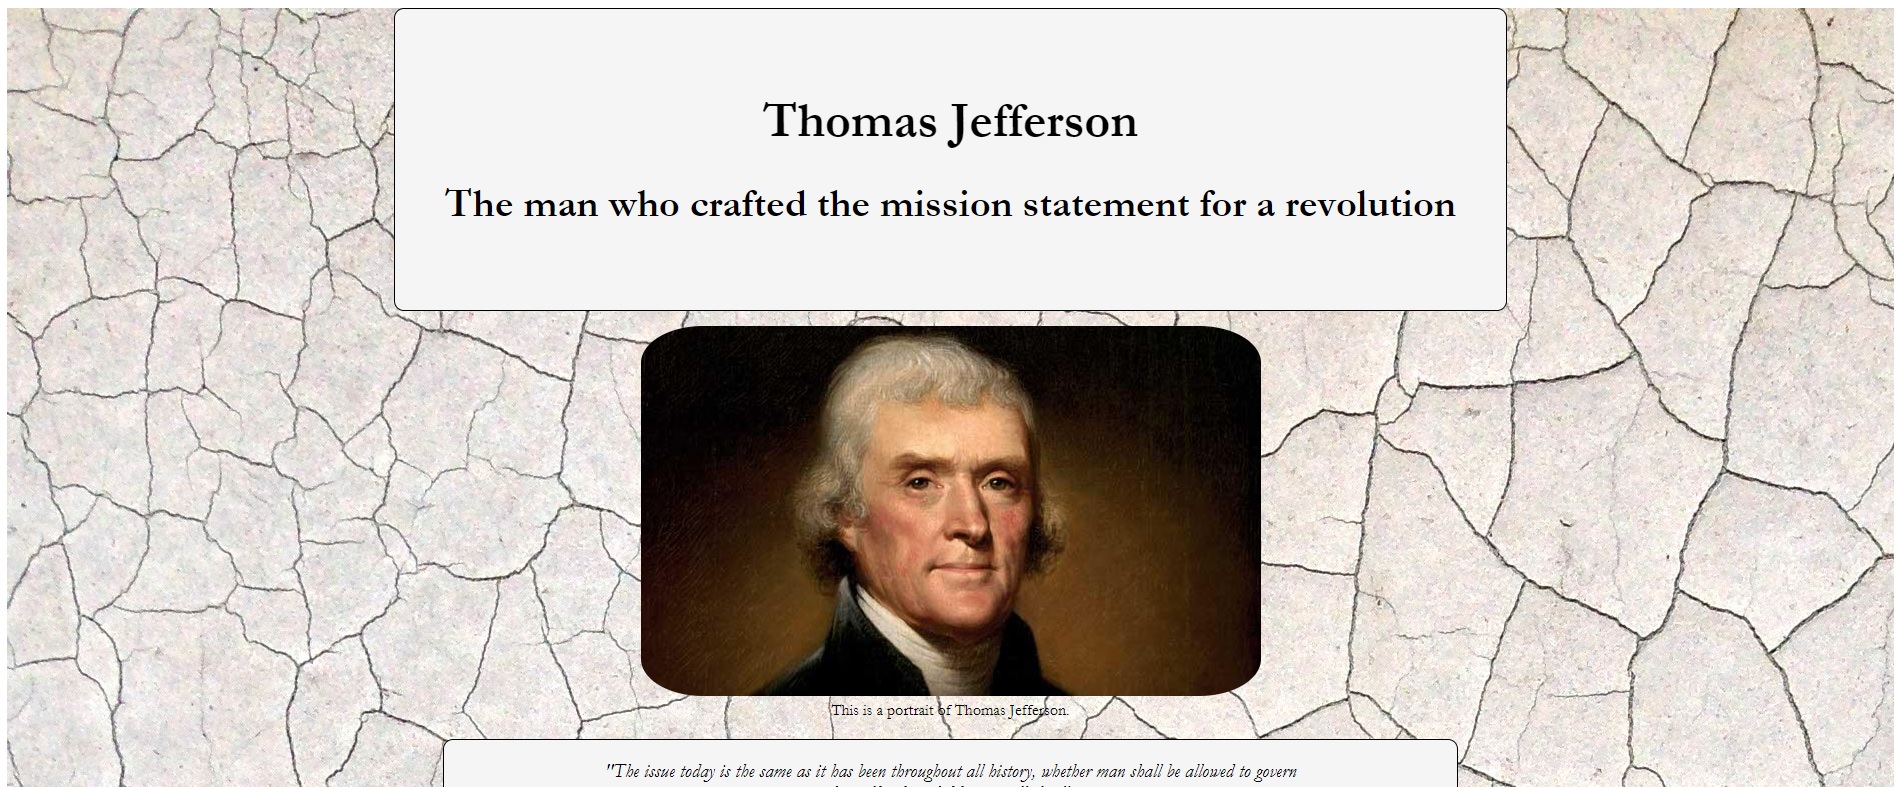 Thomas Jefferson
The man who crafted the mission statement for a revolution
This is a portrait of Thomas Jefferson.
"The issue today is the same as it has been throughout all history, whether man shall be allowed to govern